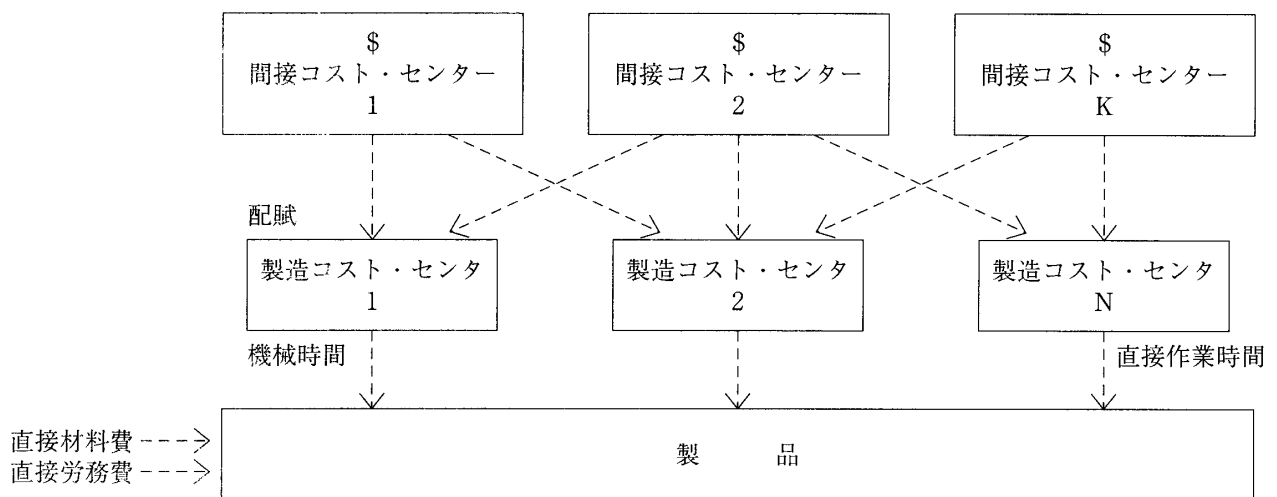 $
間接コスト・センター
1
$
間接コスト・センター
2
$
間接コスト・センター
K
配賦
製造コスト・センタ
1
製造コスト・センタ
2
製造コスト・センタ
N
機械時間
直接作業時間
直接材料費
直接労務費
製 品